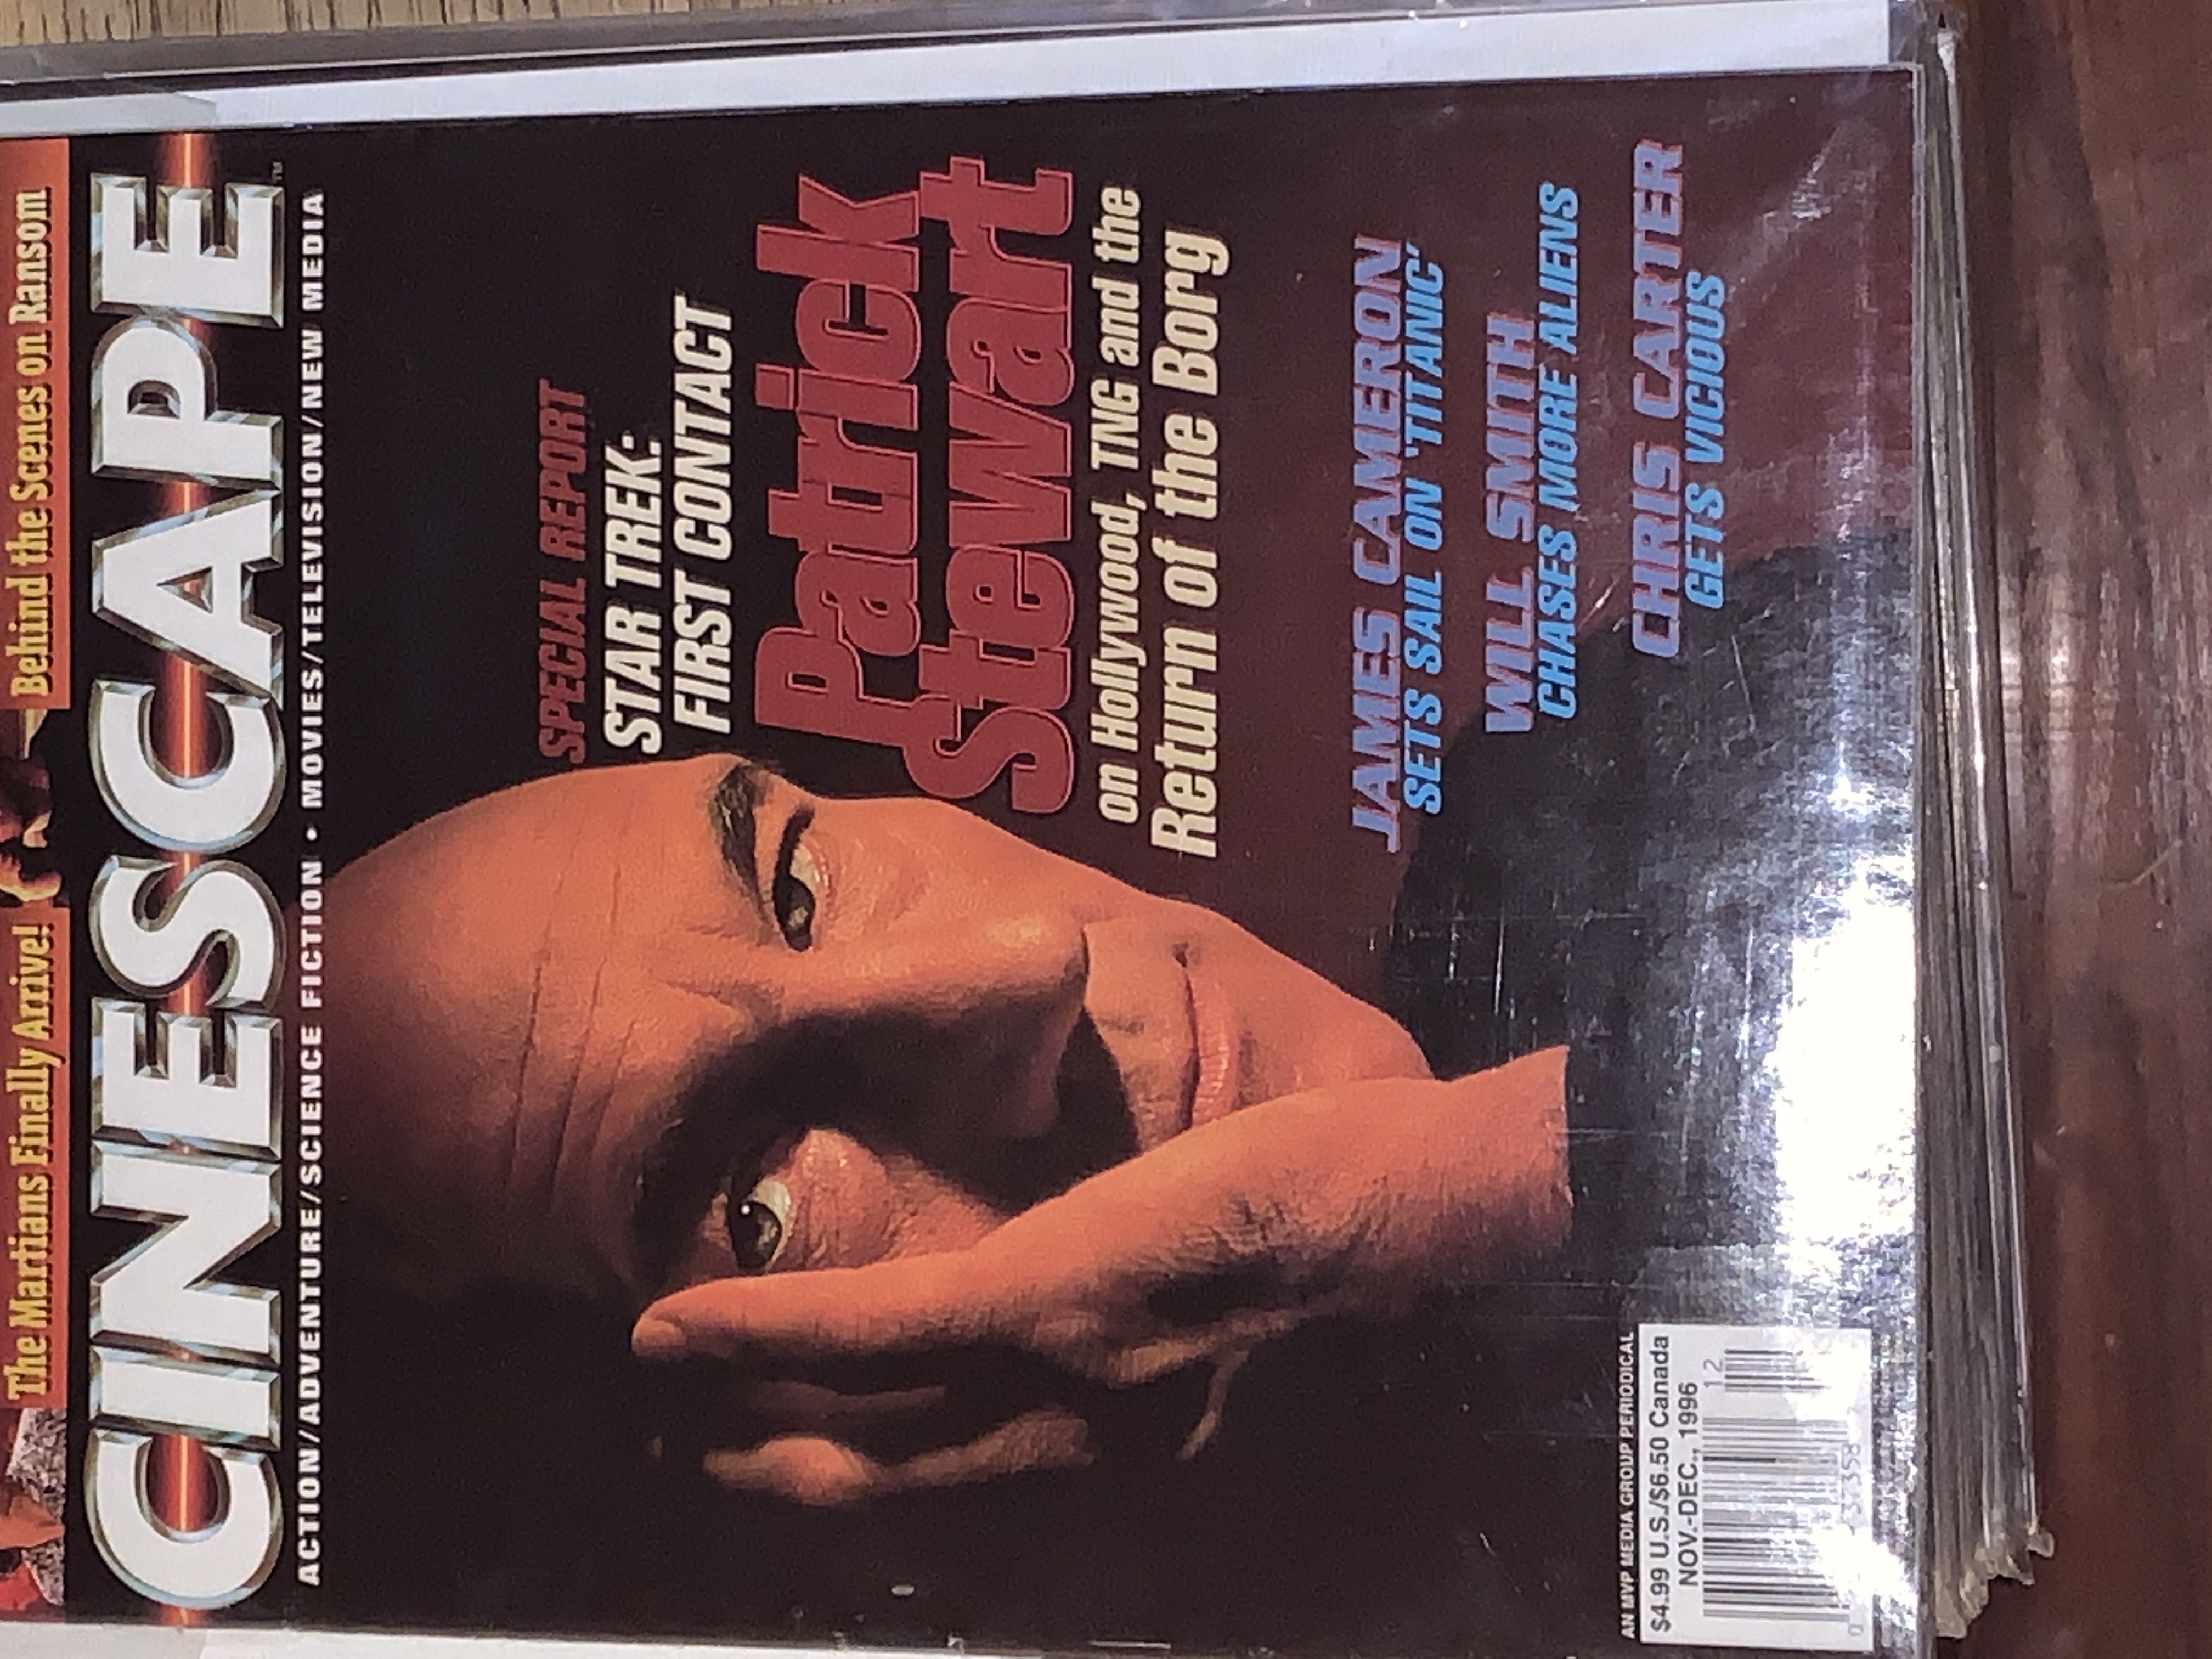 The Martians Finally Arrive!
Behind the Scenes on Ransom
CINESCAPE™
ACTION/ADVENTURE/SCIENCE FICTION • MOVIES/TELEVISION/NEW MEDIA
SPECIAL REPORT
STAR TREK:
FIRST CONTACT
Patrick
Stewart
on Hollywood, TNG and the
Return of the Borg
JAMES CAMERON
SETS SAIL ON 'TITANIC'
WILL SMITH
CHASES MORE ALIENS
CHRIS CARTER
GETS VICIOUS
AN MVP MEDIA GROUP PERIODICAL
$4.99 U.S./$6.50 Canada
NOV.-DEC., 1996
12